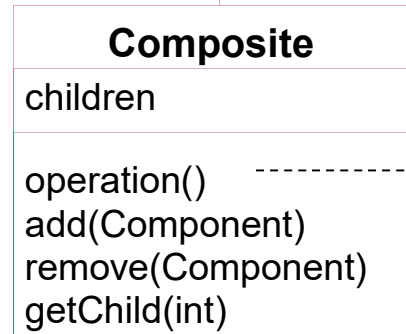 Composite
children
operation()
add(Component)
remove(Component)
getChild(int)